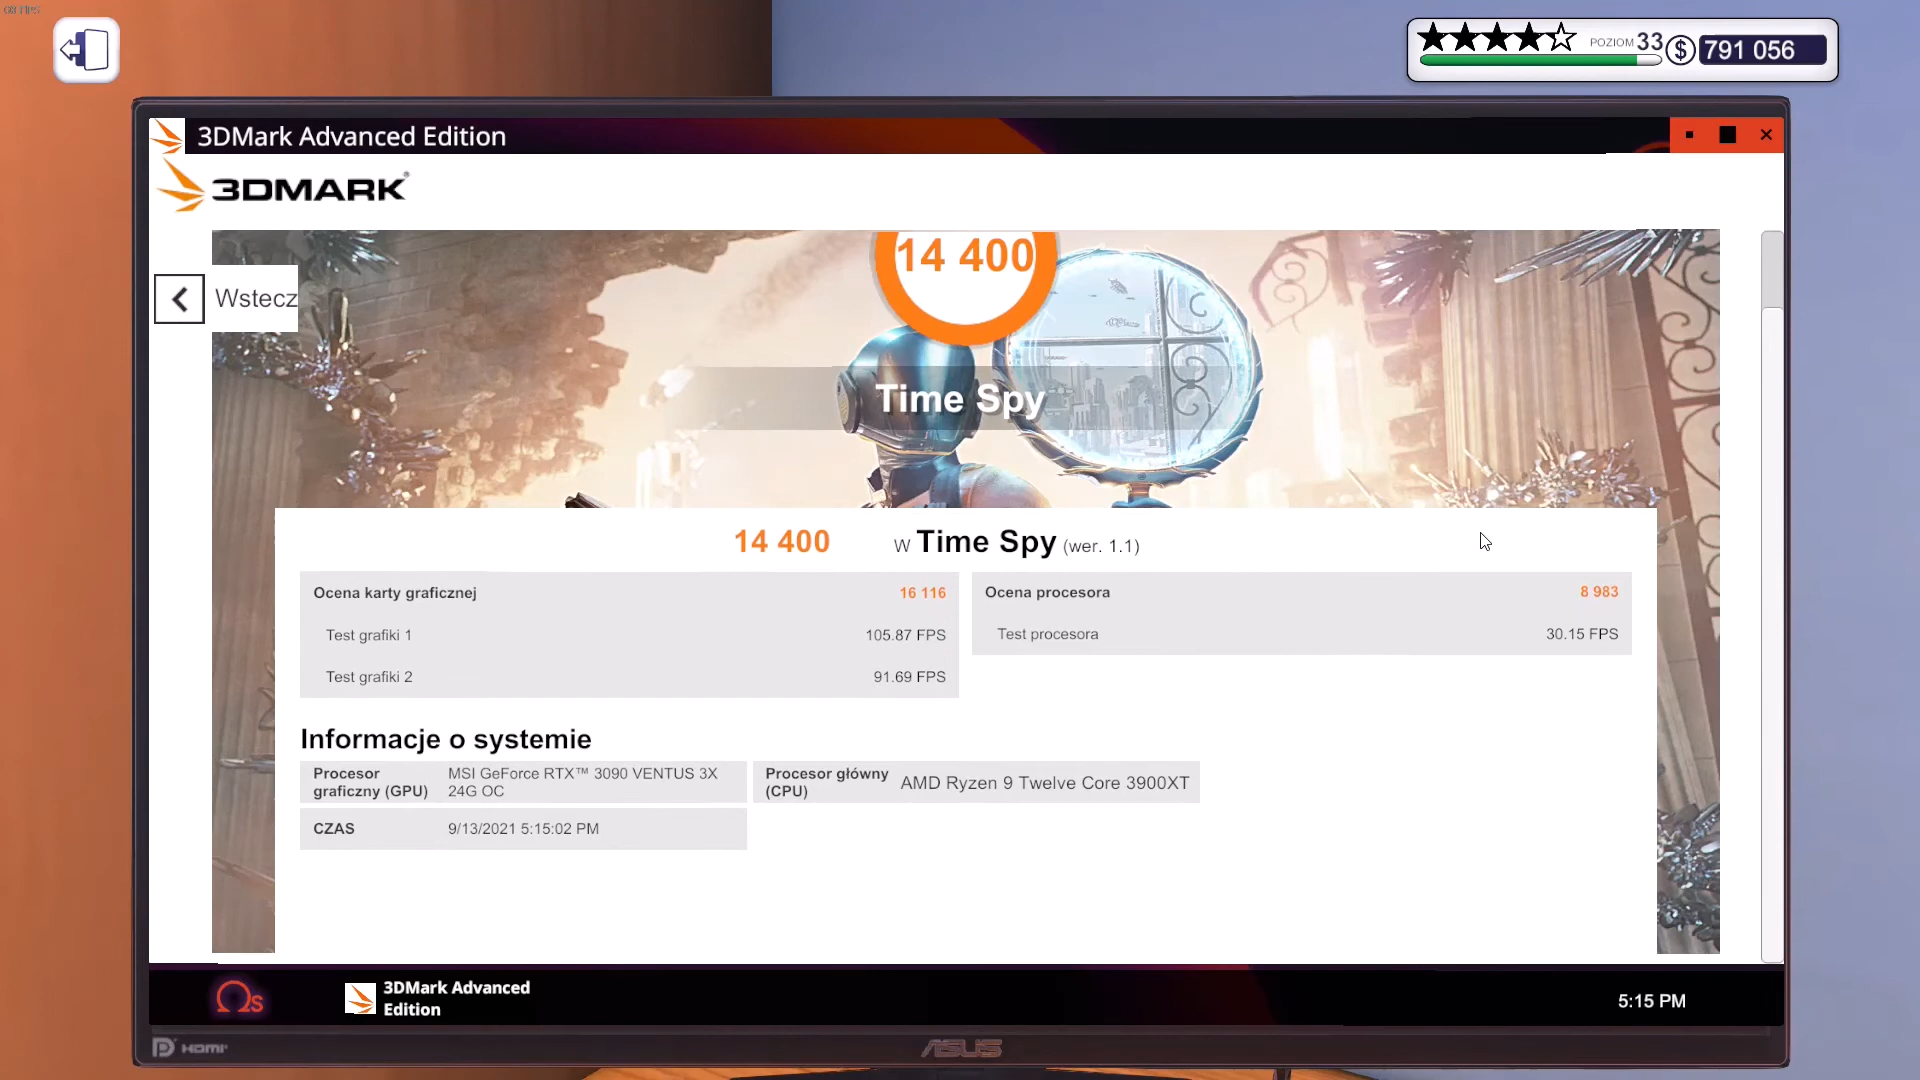 60 FPS
POZIOM 33 $ 791 056
3DMark Advanced Edition
3DMARK
14 400
Wstecz
Time Spy
14 400 W Time Spy (wer. 1.1)
Ocena karty graficznej 16 116
Test grafiki 1 105.87 FPS
Test grafiki 2 91.69 FPS
Ocena procesora 8 983
Test procesora 30.15 FPS
Informacje o systemie
Procesor graficzny (GPU)
MSI GeForce RTX™ 3090 VENTUS 3X
24G OC
Procesor główny (CPU)
AMD Ryzen 9 Twelve Core 3900XT
CZAS 9/13/2021 5:15:02 PM
Ωs
3DMark Advanced
Edition
5:15 PM
HDMI
ASUS